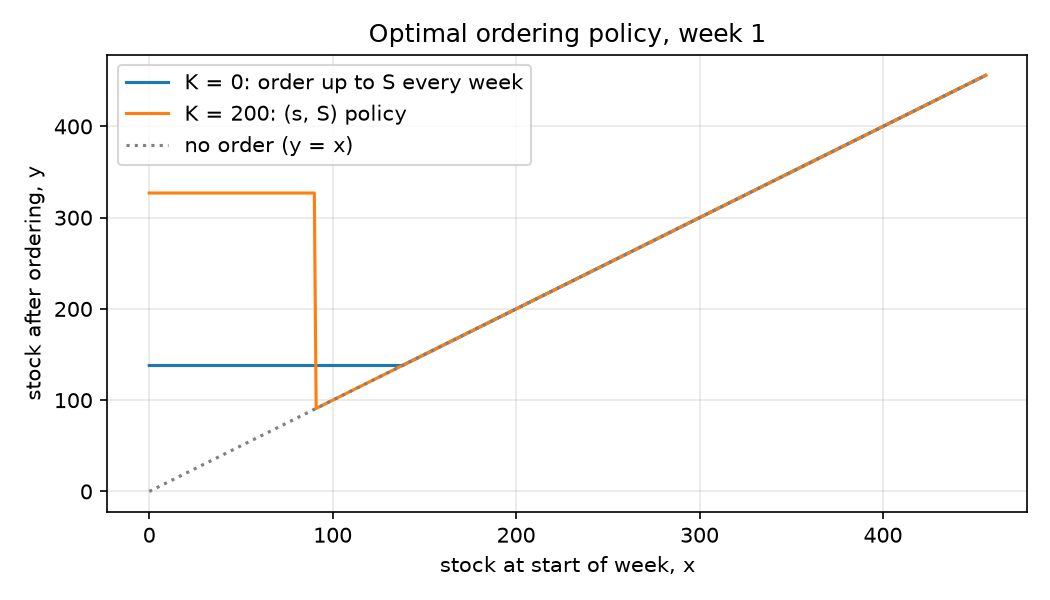 Optimal ordering policy, week 1
K = 0: order up to S every week
K = 200: (s, S) policy
no order (y = x)
stock after ordering, y
400
300
200
100
0
0 100 200 300 400
stock at start of week, x